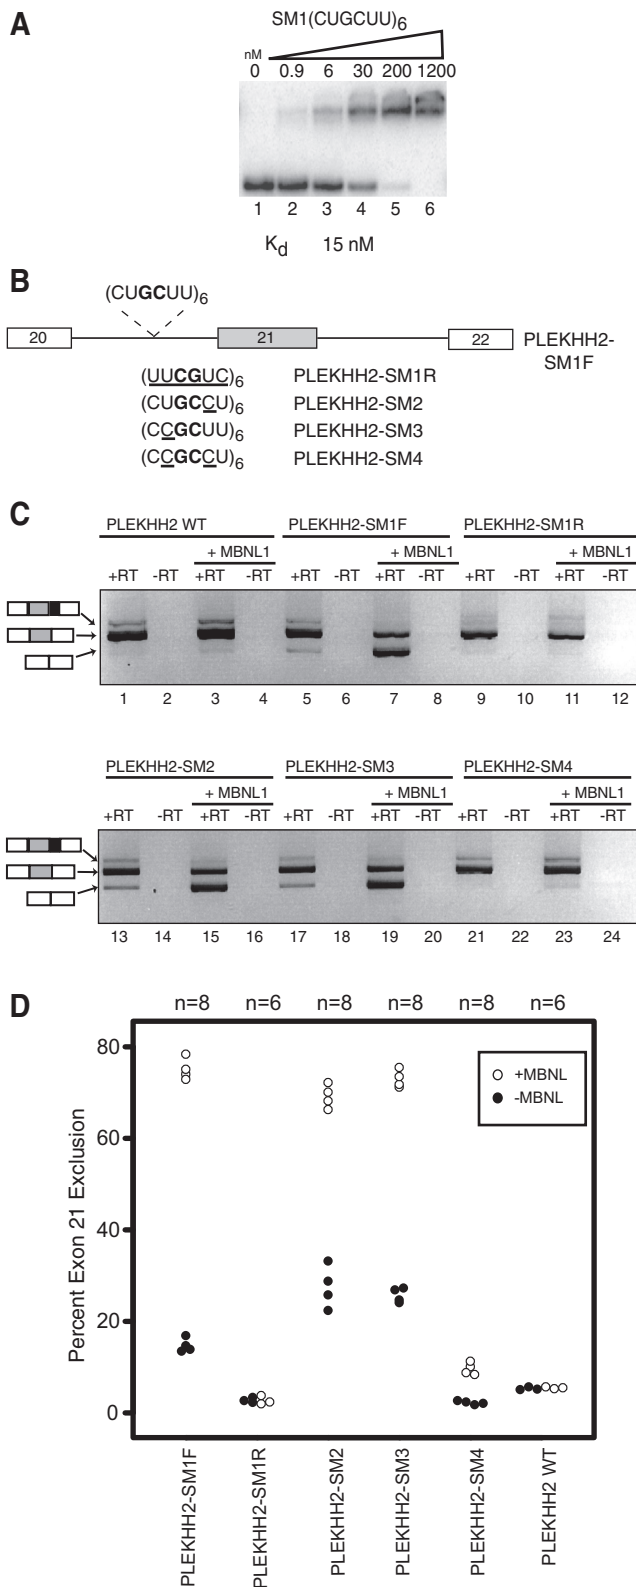 A
SM1(CUGCUU)6
nM
0 0.9 6 30 200 1200
1 2 3 4 5 6
Kd 15 nM
B
(CUGCUU)6
20 21 22 PLEKHH2-
SM1F
(UUCGUC)6 PLEKHH2-SM1R
(CUGCCU)6 PLEKHH2-SM2
(CCGCUU)6 PLEKHH2-SM3
(CCGCCU)6 PLEKHH2-SM4
C
PLEKHH2 WT PLEKHH2-SM1F PLEKHH2-SM1R
+ MBNL1 + MBNL1 + MBNL1
+RT -RT +RT -RT +RT -RT +RT -RT +RT -RT +RT -RT
1 2 3 4 5 6 7 8 9 10 11 12
PLEKHH2-SM2 PLEKHH2-SM3 PLEKHH2-SM4
+ MBNL1 + MBNL1 + MBNL1
+RT -RT +RT -RT +RT -RT +RT -RT +RT -RT +RT -RT
13 14 15 16 17 18 19 20 21 22 23 24
D
n=8 n=6 n=8 n=8 n=8 n=6
Percent Exon 21 Exclusion
80
60
40
20
0
+MBNL
-MBNL
PLEKHH2-SM1F
PLEKHH2-SM1R
PLEKHH2-SM2
PLEKHH2-SM3
PLEKHH2-SM4
PLEKHH2 WT